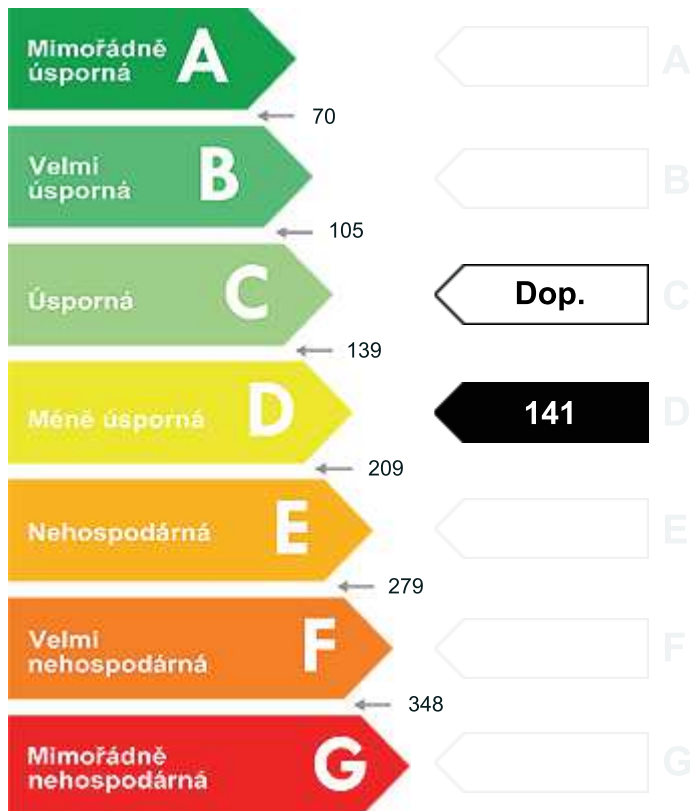 Mimořádně
úsporná
A
A
70
Velmi
úsporná
B
B
105
Úsporná
C
Dop.
C
139
Méně úsporná
D
141
D
209
Nehospodárná
E
E
279
Velmi
nehospodárná
F
F
348
Mimořádně
nehospodárná
G
G